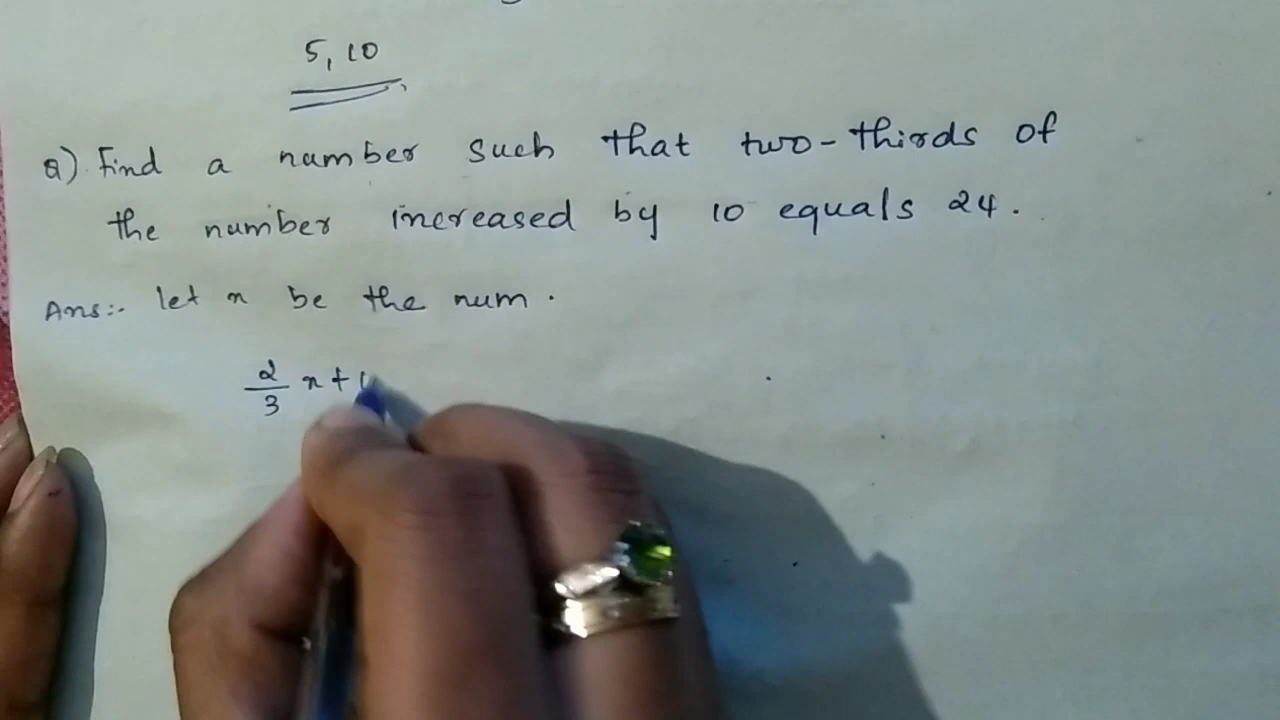 5, 10
Q) Find a number such that two-thirds of
the number increased by 10 equals 24.
Ans:- let x be the num.
2/3 x + 1